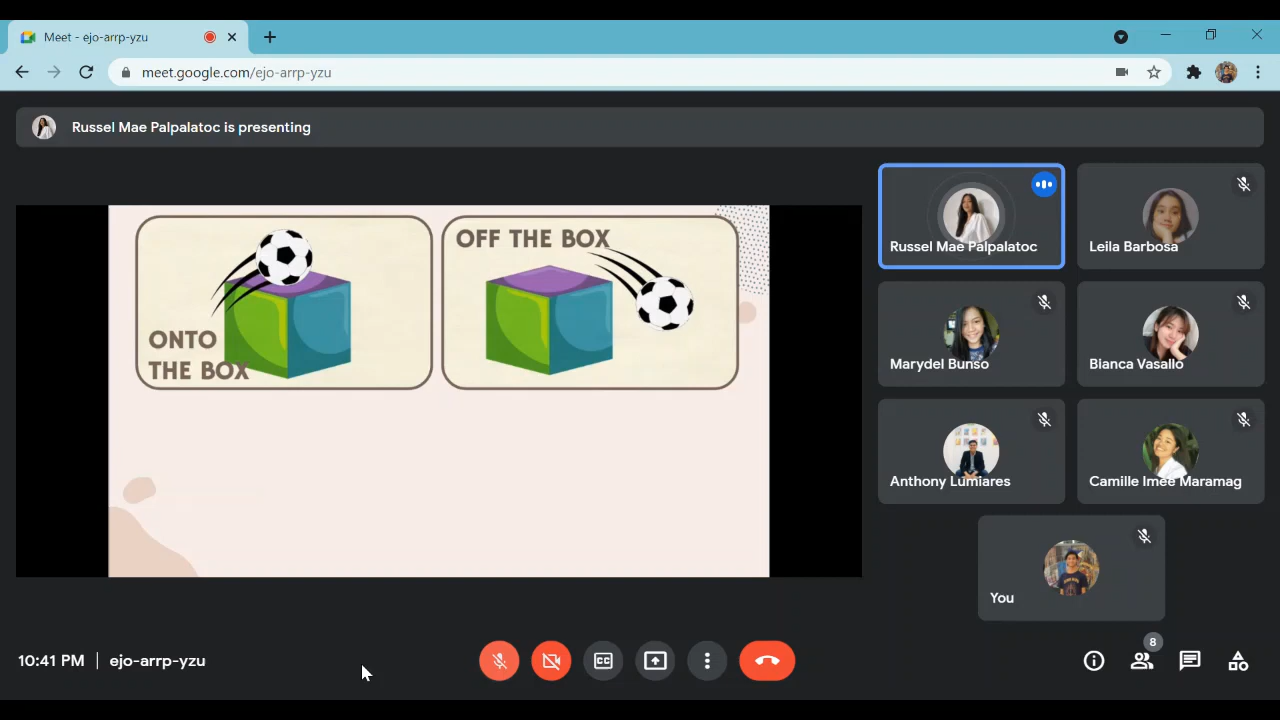 Meet - ejo-arrp-yzu
meet.google.com/ejo-arrp-yzu
Russel Mae Palpalatoc is presenting
ONTO
THE BOX
OFF THE BOX
Russel Mae Palpalatoc
Leila Barbosa
Marydel Bunso
Bianca Vasallo
Anthony Lumiares
Camille Imee Maramag
You
10:41 PM | ejo-arrp-yzu
CC
8